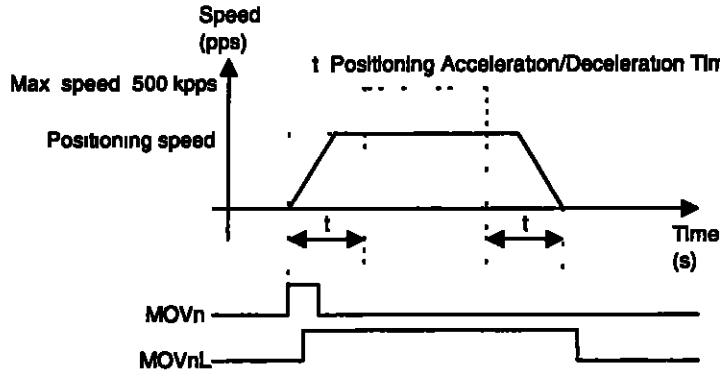 Speed
(pps)
t Positioning Acceleration/Deceleration Tim
Max speed 500 kpps
Positioning speed
t
t
Time
(s)
MOVn
MOVnL